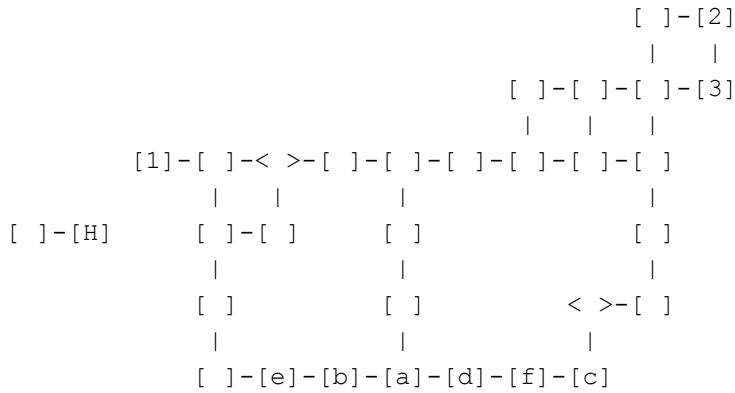 [ ]-[2]
| |
[ ]-[ ]-[ ]-[3]
| | |
[1]-[ ]-< >-[ ]-[ ]-[ ]-[ ]-[ ]-[ ]
| | | |
[ ]-[H] [ ]-[ ] [ ] [ ]
| | |
[ ] [ ] < >-[ ]
| | |
[ ]-[e]-[b]-[a]-[d]-[f]-[c]